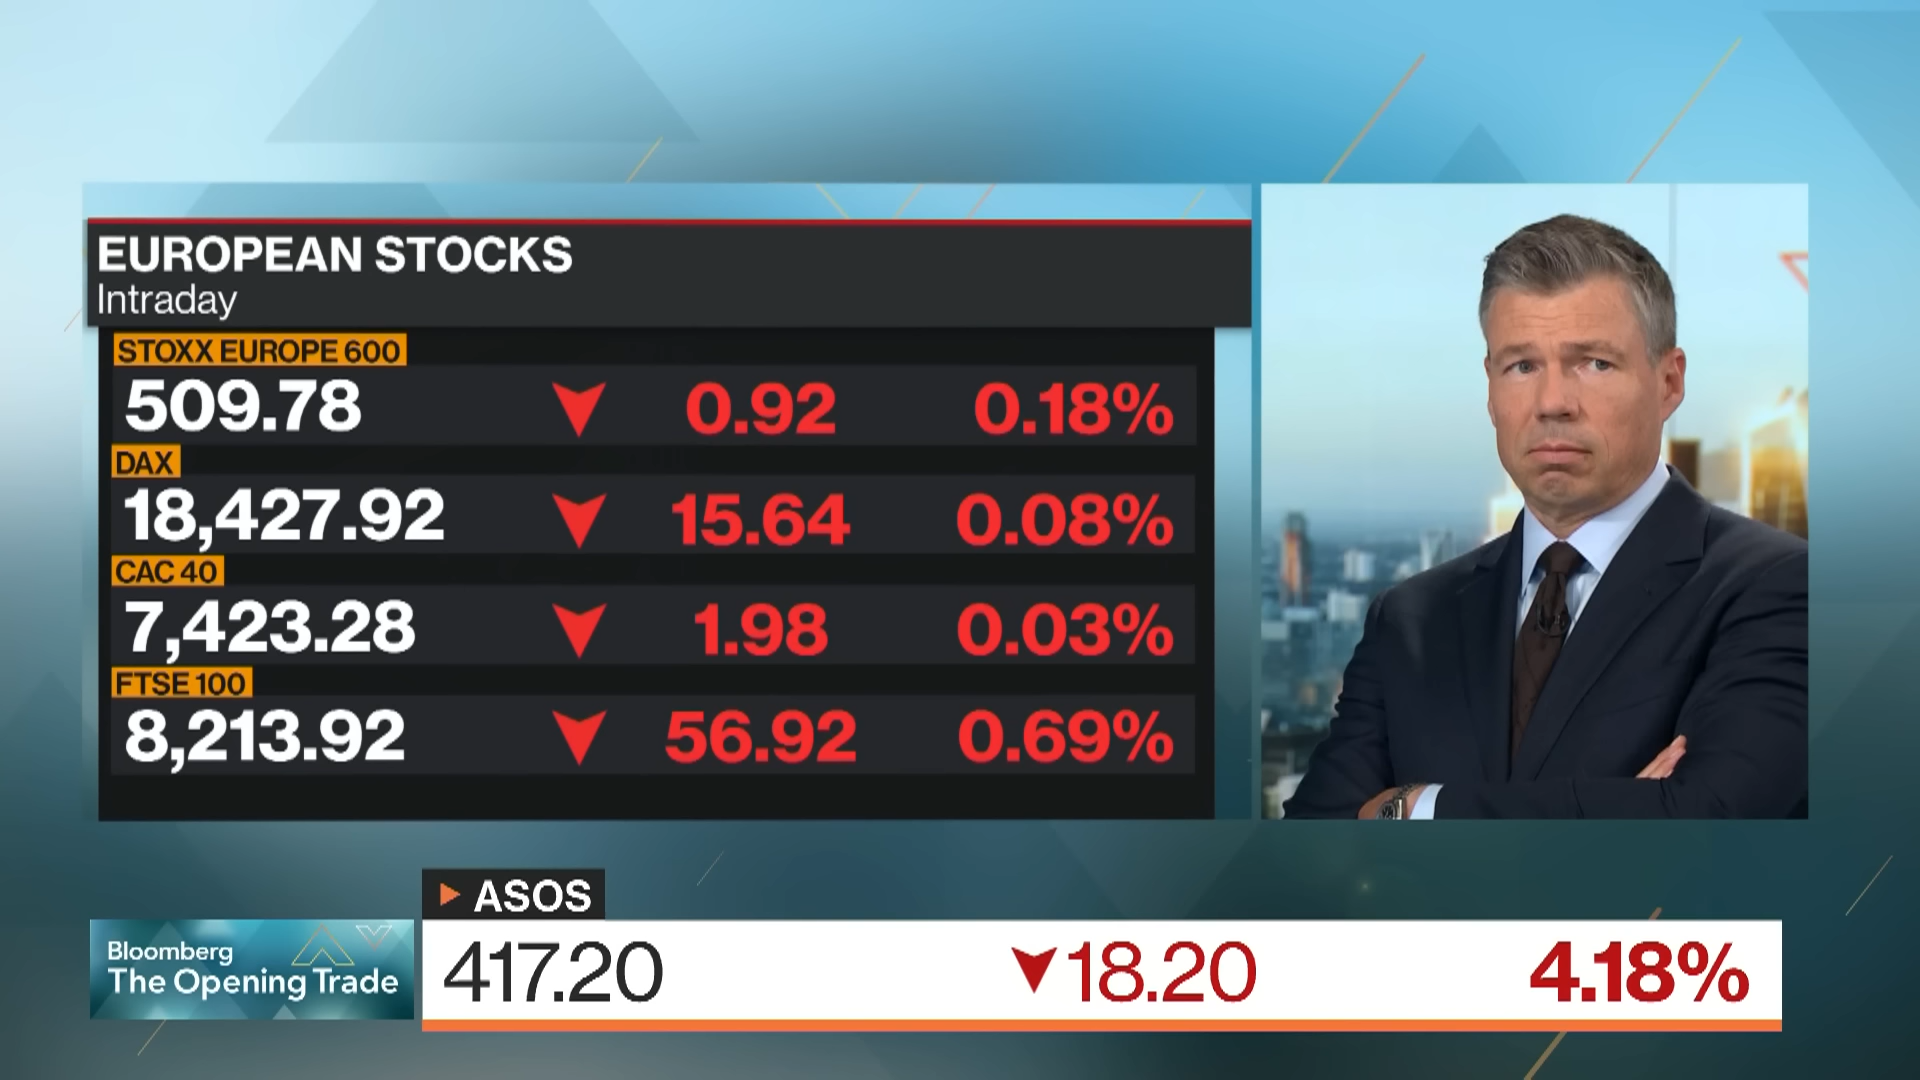 EUROPEAN STOCKS
Intraday
STOXX EUROPE 600
509.78 0.92 0.18%
DAX
18,427.92 15.64 0.08%
CAC 40
7,423.28 1.98 0.03%
FTSE 100
8,213.92 56.92 0.69%
ASOS
417.20 18.20 4.18%
Bloomberg
The Opening Trade